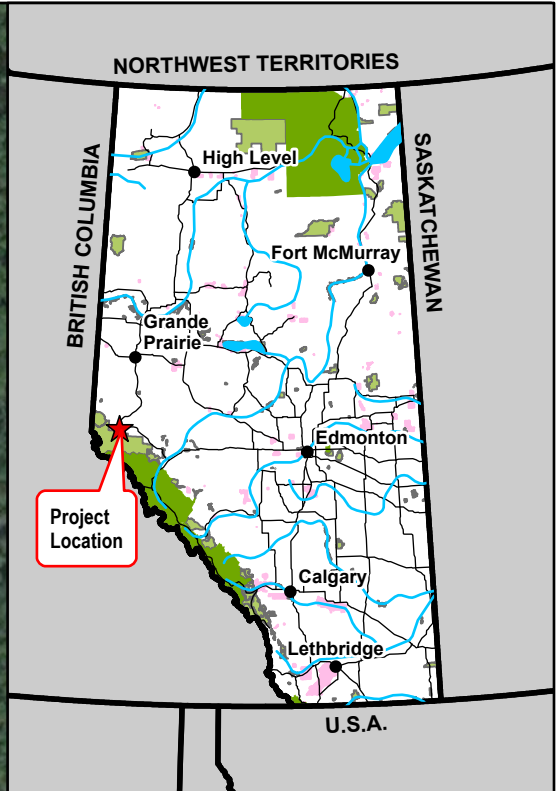 NORTHWEST TERRITORIES
BRITISH COLUMBIA
SASKATCHEWAN
High Level
Fort McMurray
Grande
Prairie
Edmonton
Project
Location
Calgary
Lethbridge
U.S.A.